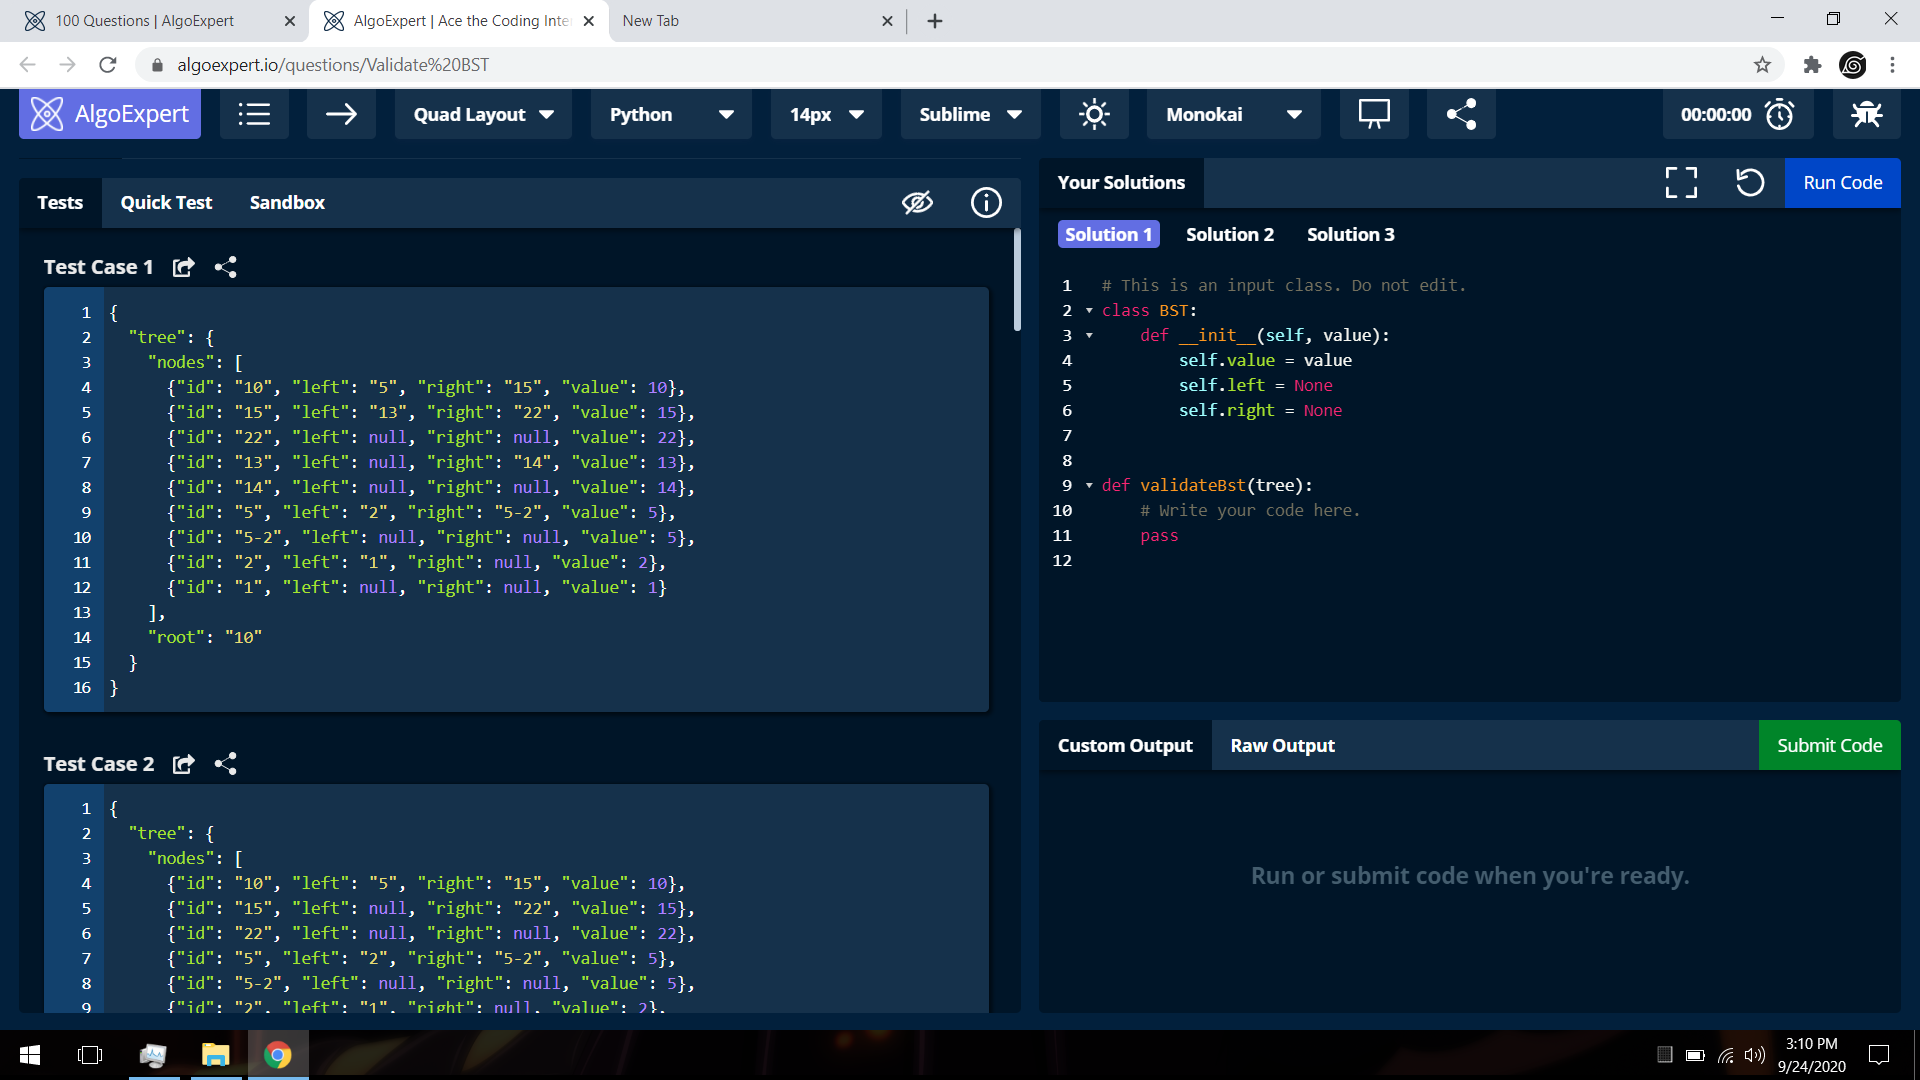 100 Questions | AlgoExpert
AlgoExpert | Ace the Coding Inte
New Tab
algoexpert.io/questions/Validate%20BST
AlgoExpert
Quad Layout
Python
14px
Sublime
Monokai
00:00:00
Tests
Quick Test
Sandbox
Test Case 1
1 {
2 "tree": {
3 "nodes": [
4 {"id": "10", "left": "5", "right": "15", "value": 10},
5 {"id": "15", "left": "13", "right": "22", "value": 15},
6 {"id": "22", "left": null, "right": null, "value": 22},
7 {"id": "13", "left": null, "right": "14", "value": 13},
8 {"id": "14", "left": null, "right": null, "value": 14},
9 {"id": "5", "left": "2", "right": "5-2", "value": 5},
10 {"id": "5-2", "left": null, "right": null, "value": 5},
11 {"id": "2", "left": "1", "right": null, "value": 2},
12 {"id": "1", "left": null, "right": null, "value": 1}
13 ],
14 "root": "10"
15 }
16 }
Test Case 2
1 {
2 "tree": {
3 "nodes": [
4 {"id": "10", "left": "5", "right": "15", "value": 10},
5 {"id": "15", "left": null, "right": "22", "value": 15},
6 {"id": "22", "left": null, "right": null, "value": 22},
7 {"id": "5", "left": "2", "right": "5-2", "value": 5},
8 {"id": "5-2", "left": null, "right": null, "value": 5},
9 {"id": "2", "left": "1", "right": null, "value": 2},
Your Solutions
Run Code
Solution 1
Solution 2
Solution 3
1 # This is an input class. Do not edit.
2 class BST:
3 def __init__(self, value):
4 self.value = value
5 self.left = None
6 self.right = None
7
8
9 def validateBst(tree):
10 # Write your code here.
11 pass
12
Custom Output
Raw Output
Submit Code
Run or submit code when you're ready.
3:10 PM
9/24/2020